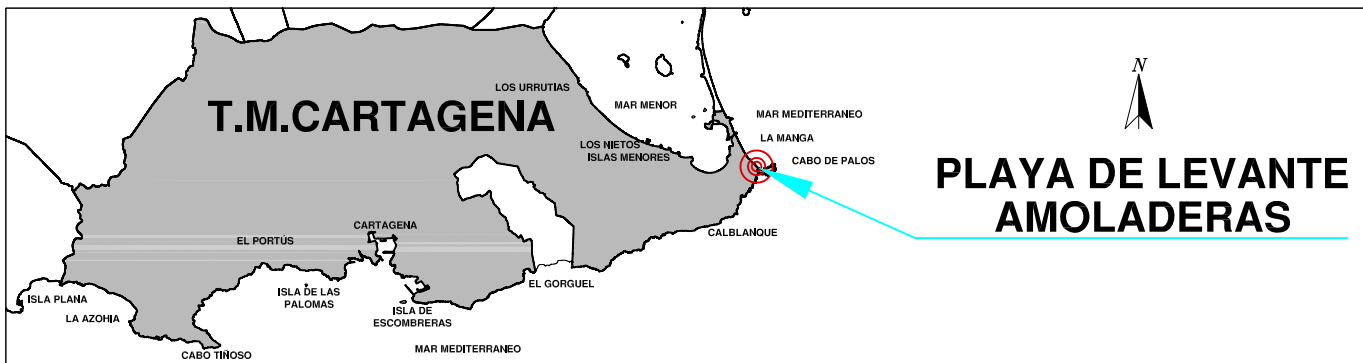 N
LOS URRUTIAS
T.M.CARTAGENA
MAR MENOR
MAR MEDITERRANEO
LA MANGA
LOS NIETOS
ISLAS MENORES
CABO DE PALOS
PLAYA DE LEVANTE
AMOLADERAS
CARTAGENA
CALBLANQUE
EL PORTÚS
EL GORGUEL
ISLA PLANA
ISLA DE LAS
PALOMAS
LA AZOHIA
ISLA DE
ESCOMBRERAS
CABO TIÑOSO
MAR MEDITERRANEO